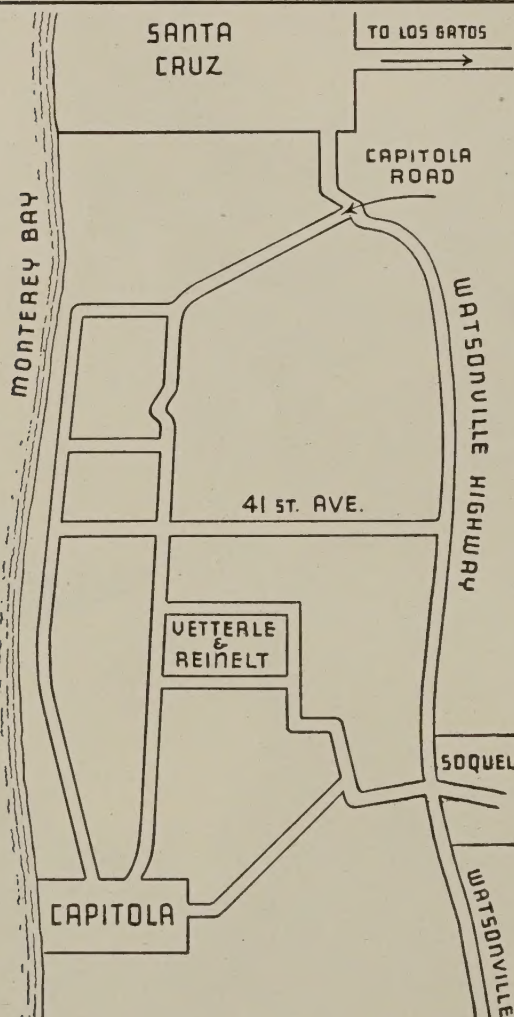 SANTA
CRUZ
TO LOS GATOS
CAPITOLA
ROAD
MONTEREY BAY
WATSONVILLE HIGHWAY
41 ST. AVE.
VETTERLE
&
REINELT
SOQUEL
CAPITOLA
WATSONVILLE